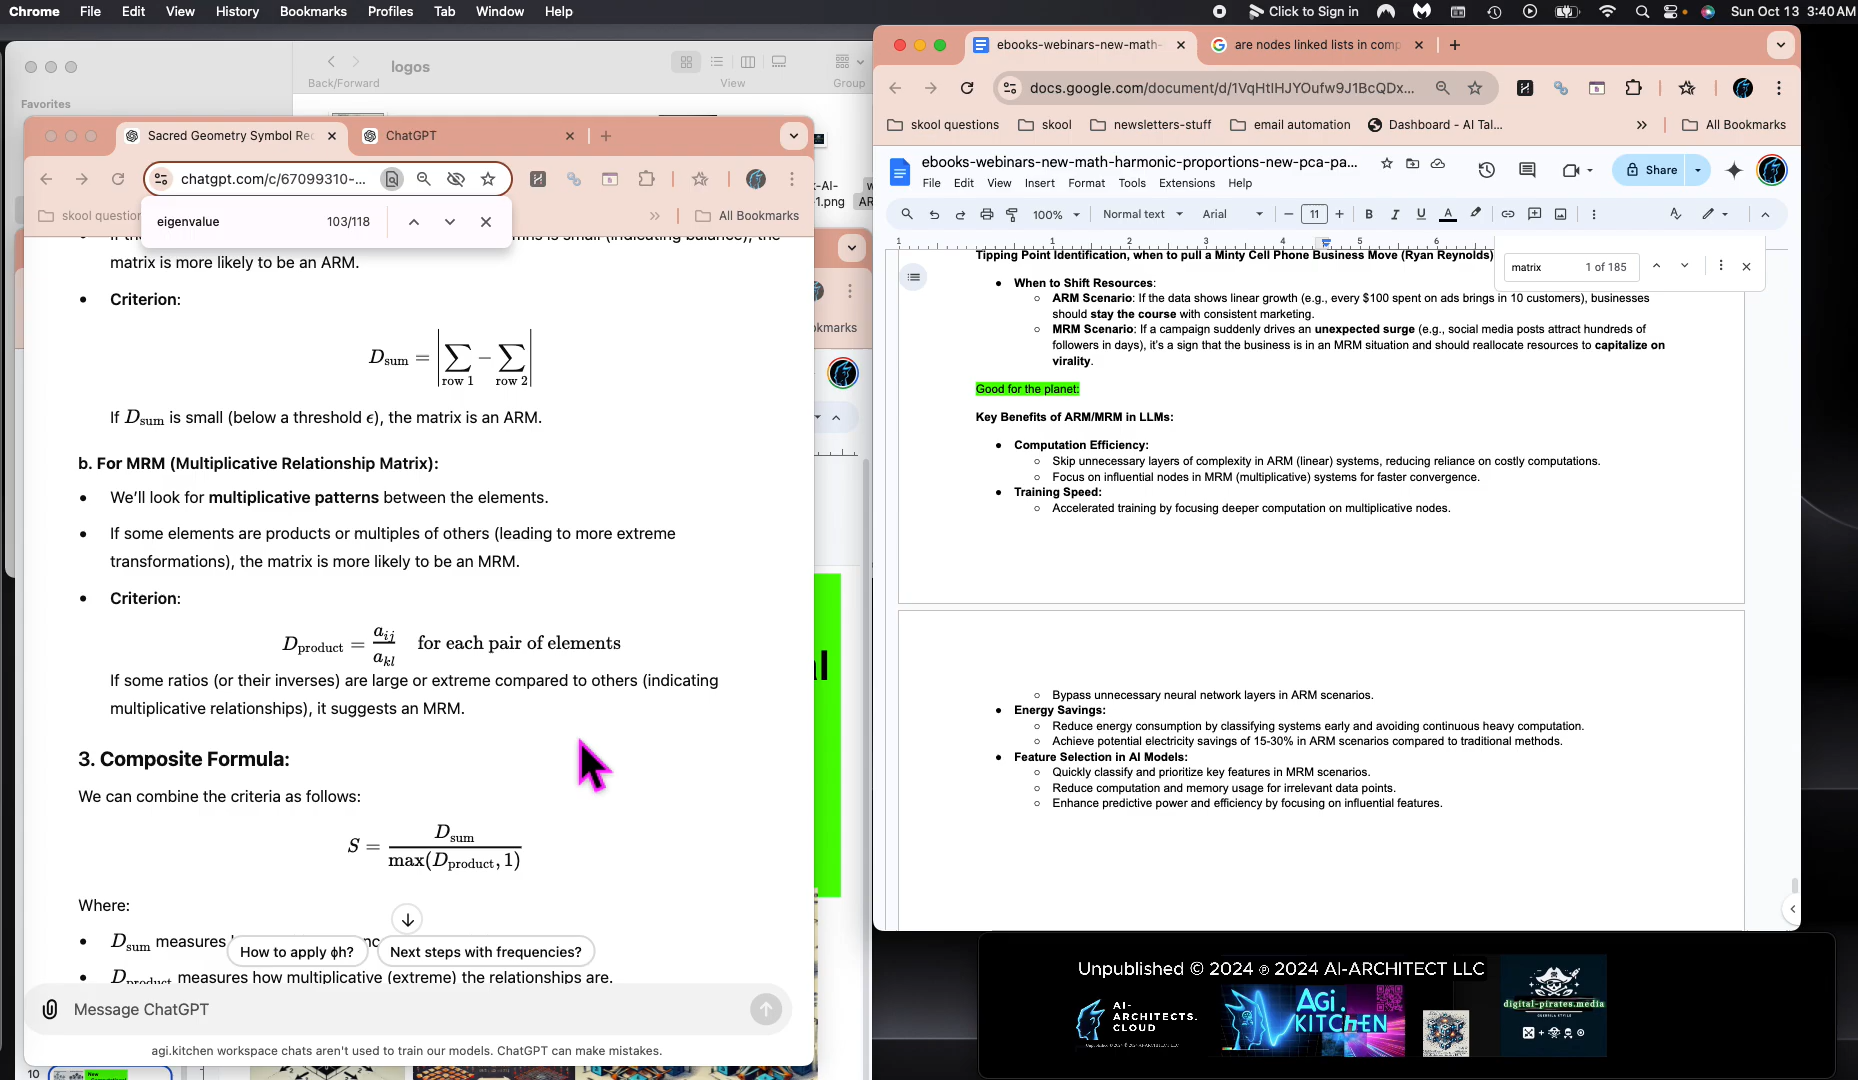 Chrome File Edit View History Bookmarks Profiles Tab Window Help
Click to Sign in
Sun Oct 13 3:40 AM
logos
Back/Forward
View
Group
Favorites
Sacred Geometry Symbol Re
ChatGPT
chatgpt.com/c/67099310-...
skool question
All Bookmarks
eigenvalue 103/118
matrix is more likely to be an ARM.
Criterion:
D sum = | ∑ row 1 − ∑ row 2 |
If D sum is small (below a threshold ϵ), the matrix is an ARM.
b. For MRM (Multiplicative Relationship Matrix):
We'll look for multiplicative patterns between the elements.
If some elements are products or multiples of others (leading to more extreme
transformations), the matrix is more likely to be an MRM.
Criterion:
D product = a ij / a kl for each pair of elements
If some ratios (or their inverses) are large or extreme compared to others (indicating
multiplicative relationships), it suggests an MRM.
3. Composite Formula:
We can combine the criteria as follows:
S = D sum / max(D product, 1)
Where:
D sum measures
How to apply φh?
Next steps with frequencies?
D product measures how multiplicative (extreme) the relationships are.
Message ChatGPT
agi.kitchen workspace chats aren't used to train our models. ChatGPT can make mistakes.
10
ebooks-webinars-new-math-
are nodes linked lists in comp
docs.google.com/document/d/1VqHtIHJYOufw9J1BcQDx...
skool questions
skool
newsletters-stuff
email automation
Dashboard - AI Tal...
All Bookmarks
ebooks-webinars-new-math-harmonic-proportions-new-pca-pa...
File Edit View Insert Format Tools Extensions Help
Share
100% Normal text Arial 11
1 1 2 3 4 5 6
matrix 1 of 185
Tipping Point Identification, when to pull a Minty Cell Phone Business Move (Ryan Reynolds)
When to Shift Resources:
ARM Scenario: If the data shows linear growth (e.g., every $100 spent on ads brings in 10 customers), businesses
should stay the course with consistent marketing.
MRM Scenario: If a campaign suddenly drives an unexpected surge (e.g., social media posts attract hundreds of
followers in days), it's a sign that the business is in an MRM situation and should reallocate resources to capitalize on
virality.
Good for the planet:
Key Benefits of ARM/MRM in LLMs:
Computation Efficiency:
Skip unnecessary layers of complexity in ARM (linear) systems, reducing reliance on costly computations.
Focus on influential nodes in MRM (multiplicative) systems for faster convergence.
Training Speed:
Accelerated training by focusing deeper computation on multiplicative nodes.
Bypass unnecessary neural network layers in ARM scenarios.
Energy Savings:
Reduce energy consumption by classifying systems early and avoiding continuous heavy computation.
Achieve potential electricity savings of 15-30% in ARM scenarios compared to traditional methods.
Feature Selection in AI Models:
Quickly classify and prioritize key features in MRM scenarios.
Reduce computation and memory usage for irrelevant data points.
Enhance predictive power and efficiency by focusing on influential features.
Unpublished © 2024 ℗ 2024 AI-ARCHITECT LLC
AI-
ARCHITECTS.
CLOUD
AGi.
KITCHEN
digital-pirates.media